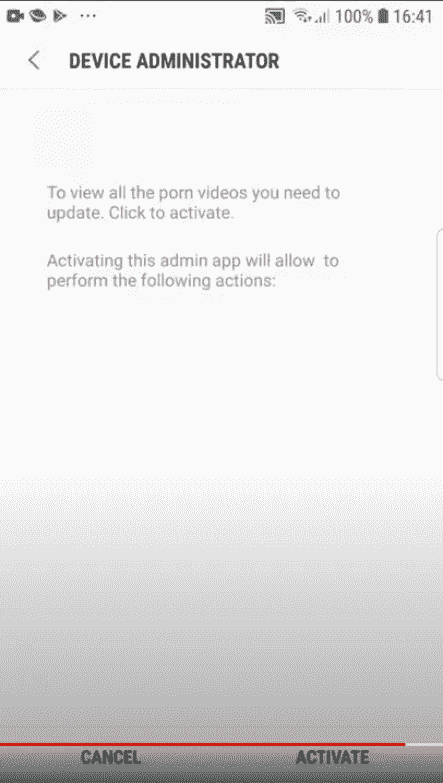 100% 16:41
DEVICE ADMINISTRATOR
To view all the porn videos you need to
update. Click to activate.
Activating this admin app will allow  to
perform the following actions:
CANCEL ACTIVATE